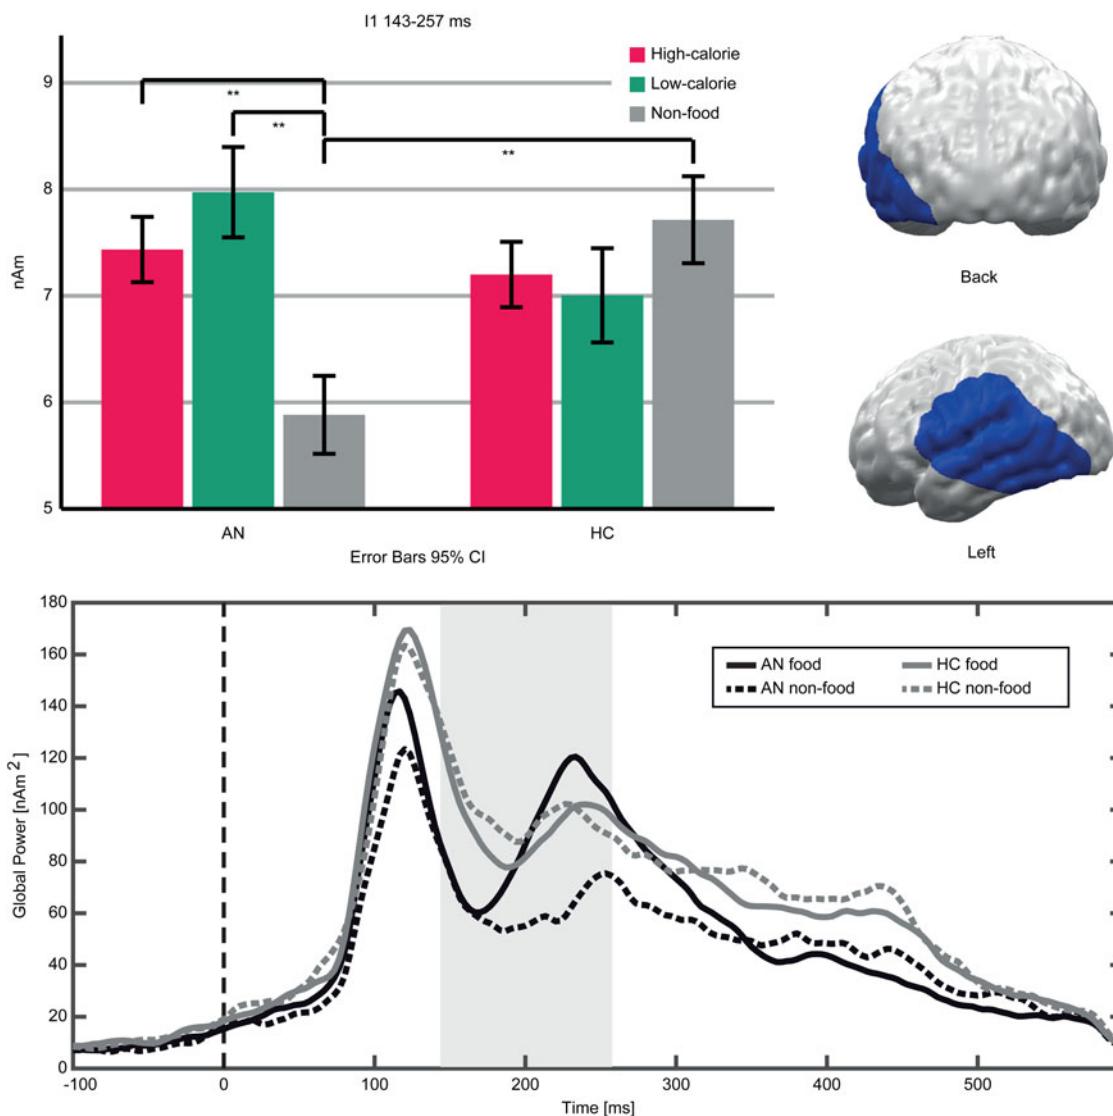 I1 143-257 ms
High-calorie
Low-calorie
Non-food
**
**
**
9
8
7
6
5
nAm
AN
HC
Error Bars 95% CI
Back
Left
180
160
140
120
100
80
60
40
20
0
Global Power [nAm 2]
AN food
HC food
AN non-food
HC non-food
-100
0
100
200
300
400
500
Time [ms]